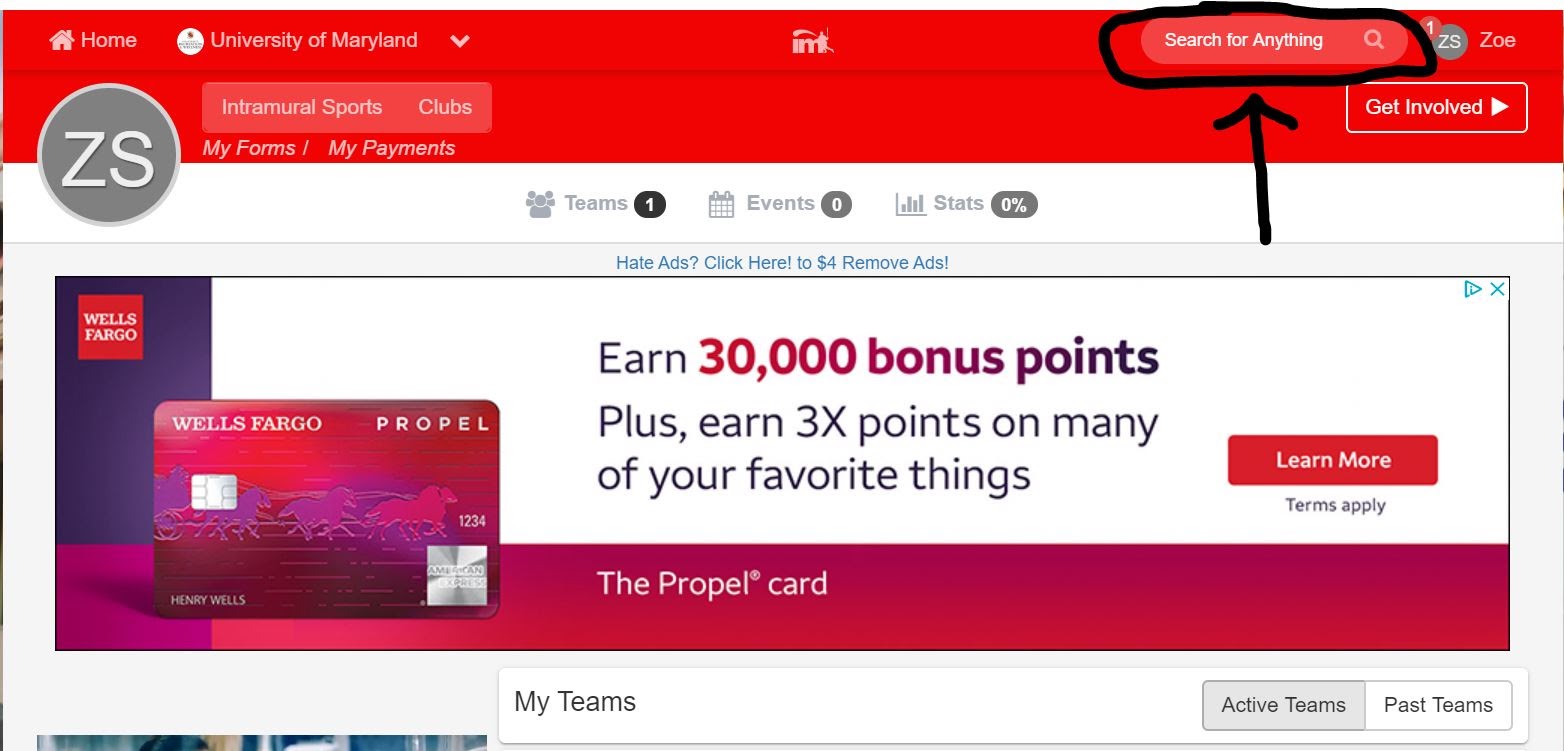 Home University of Maryland
im
Search for Anything
1 ZS Zoe
ZS
Intramural Sports Clubs
My Forms / My Payments
Get Involved
Teams 1 Events 0 Stats 0%
Hate Ads? Click Here! to $4 Remove Ads!
WELLS
FARGO
WELLS FARGO PROPEL
1234
AMERICAN
EXPRESS
HENRY WELLS
Earn 30,000 bonus points
Plus, earn 3X points on many
of your favorite things
Learn More
Terms apply
The Propel® card
My Teams
Active Teams Past Teams